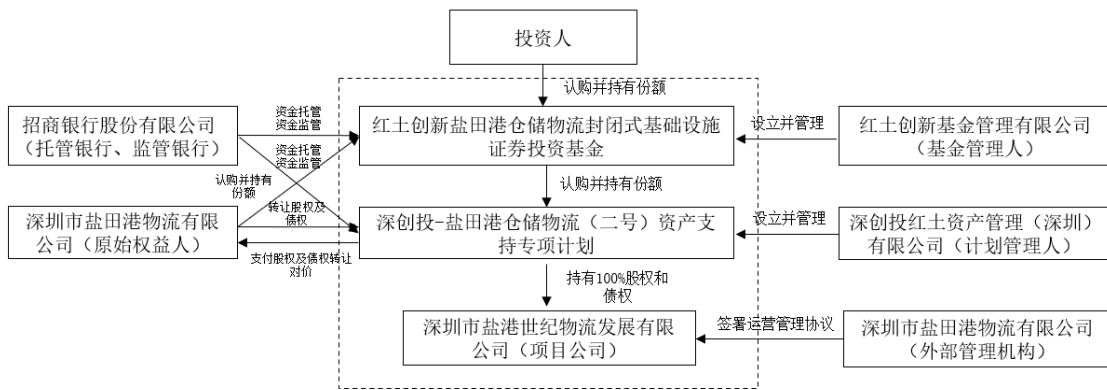 投资人
认购并持有份额
招商银行股份有限公司
（托管银行、监管银行）
资金托管
资金监管
资金托管
资金监管
红土创新盐田港仓储物流封闭式基础设施
证券投资基金
设立并管理
红土创新基金管理有限公司
（基金管理人）
认购并持有
份额
认购并持有份额
深圳市盐田港物流有限公
公司（原始权益人）
转让股权及
债权
深创投-盐田港仓储物流（二号）资产支
持专项计划
设立并管理
深创投红土资产管理（深圳）
有限公司（计划管理人）
支付股权及债权转让
对价
持有100%股权和
债权
深圳市盐港世纪物流发展有限
公司（项目公司）
签署运营管理协议
深圳市盐田港物流有限公司
（外部管理机构）